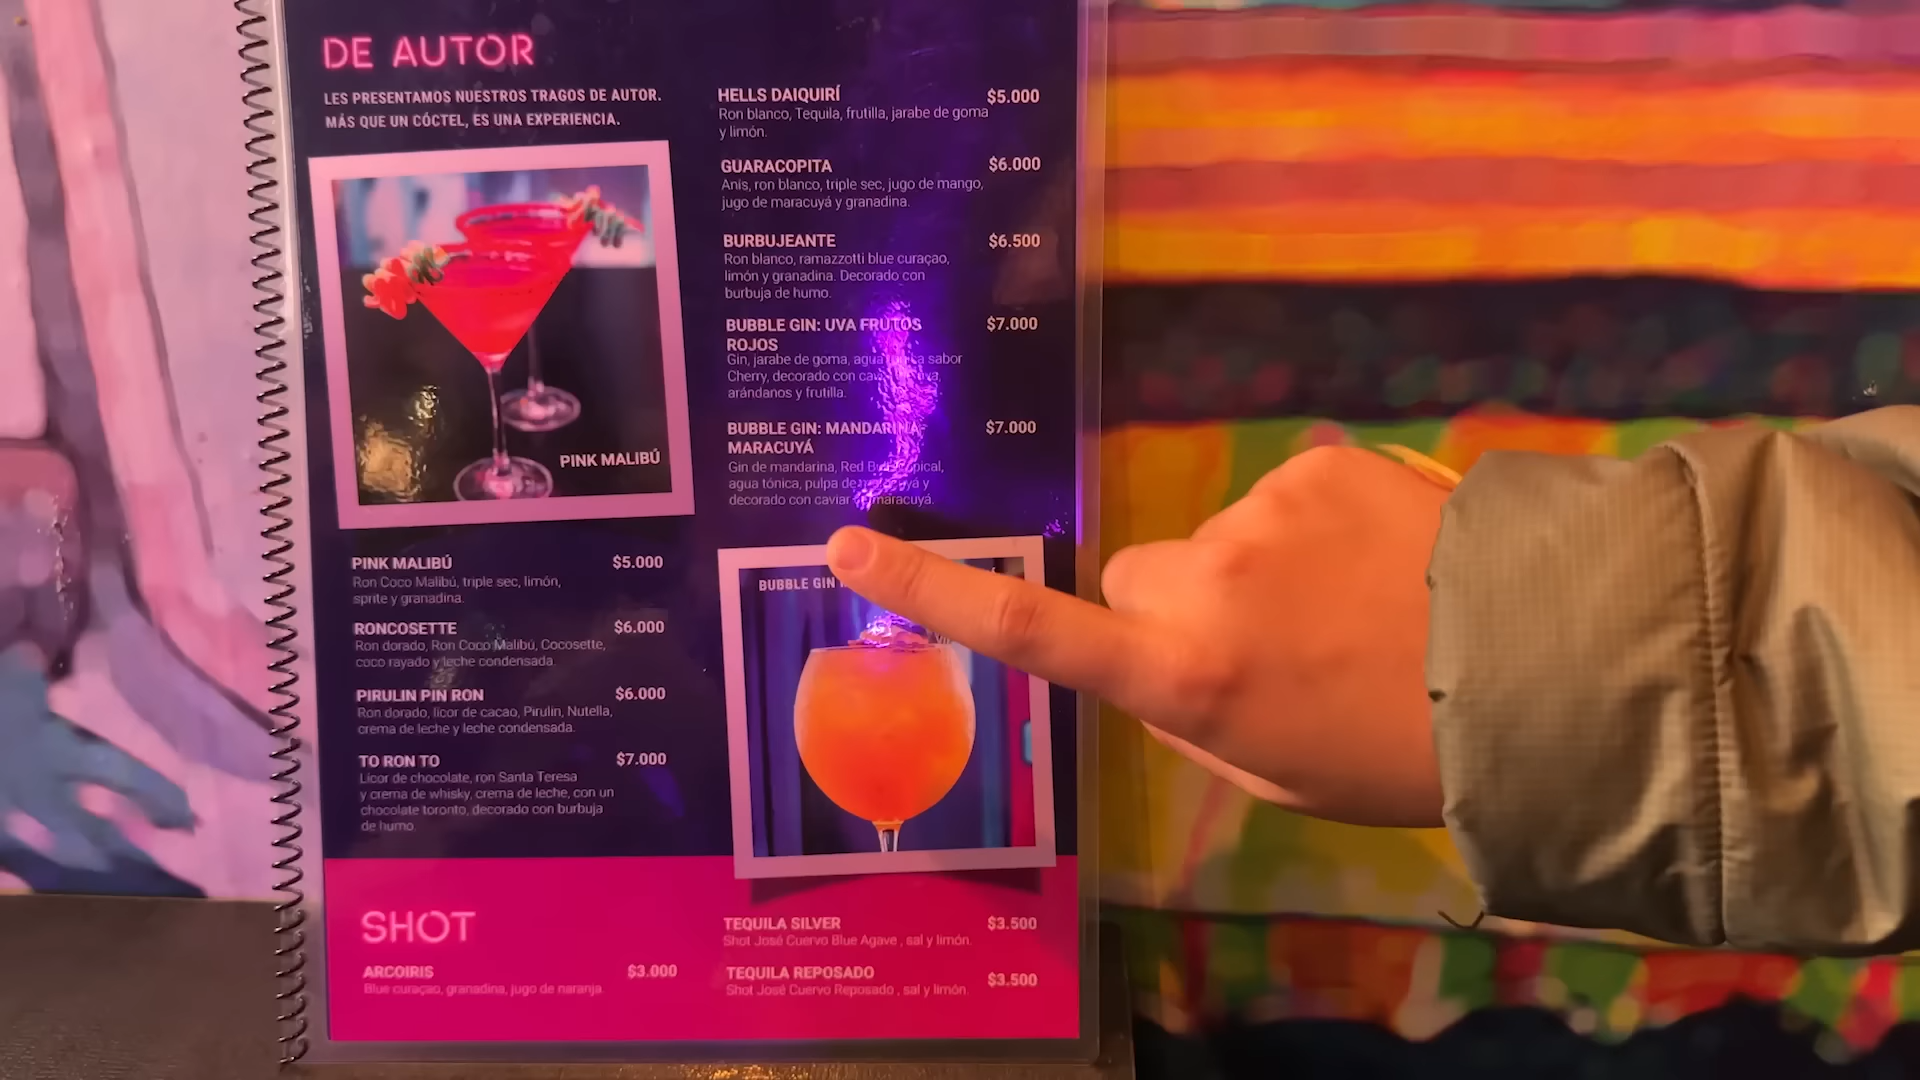 DE AUTOR
LES PRESENTAMOS NUESTROS TRAGOS DE AUTOR.
MÁS QUE UN CÓCTEL, ES UNA EXPERIENCIA.
PINK MALIBÚ
PINK MALIBÚ $5.000
Ron Coco Malibú, triple sec, limón,
sprite y granadina.
RONCOSETTE $6.000
Ron dorado, Ron Coco Malibú, Cocosette,
coco rayado y leche condensada.
PIRULIN PIN RON $6.000
Ron dorado, licor de cacao, Pirulin, Nutella,
crema de leche y leche condensada.
TO RON TO $7.000
Licor de chocolate, ron Santa Teresa
y crema de whisky, crema de leche, con un
chocolate toronto, decorado con burbuja
de humo.
HELLS DAIQUIRÍ $5.000
Ron blanco, Tequila, frutilla, jarabe de goma
y limón.
GUARACOPITA $6.000
Anís, ron blanco, triple sec, jugo de mango,
jugo de maracuyá y granadina.
BURBUJEANTE $6.500
Ron blanco, ramazzotti blue curaçao,
limón y granadina. Decorado con
burbuja de humo.
BUBBLE GIN: UVA FRUTOS $7.000
ROJOS
Gin, jarabe de goma, agua sabor
Cherry, decorado con
arándanos y frutilla.
BUBBLE GIN: MANDARINA- $7.000
MARACUYÁ
Gin de mandarina, Red
agua tónica, pulpa de y
decorado con caviar maracuyá.
BUBBLE GIN
SHOT
ARCOIRIS $3.000
Blue curaçao, granadina, jugo de naranja.
TEQUILA SILVER $3.500
Shot José Cuervo Blue Agave , sal y limón.
TEQUILA REPOSADO $3.500
Shot José Cuervo Reposado , sal y limón.